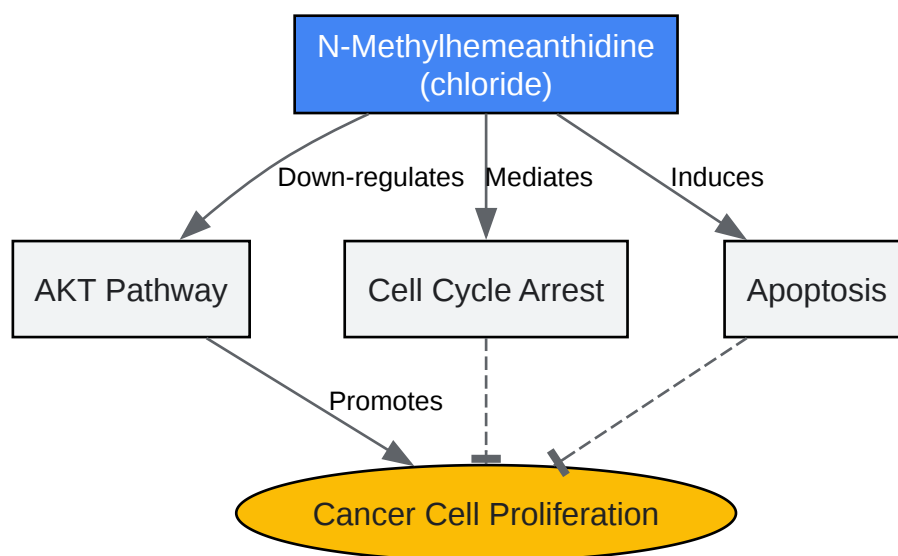 N-Methylhemeanthidine
(chloride)
Down-regulates
Mediates
Induces
AKT Pathway
Cell Cycle Arrest
Apoptosis
Promotes
Cancer Cell Proliferation